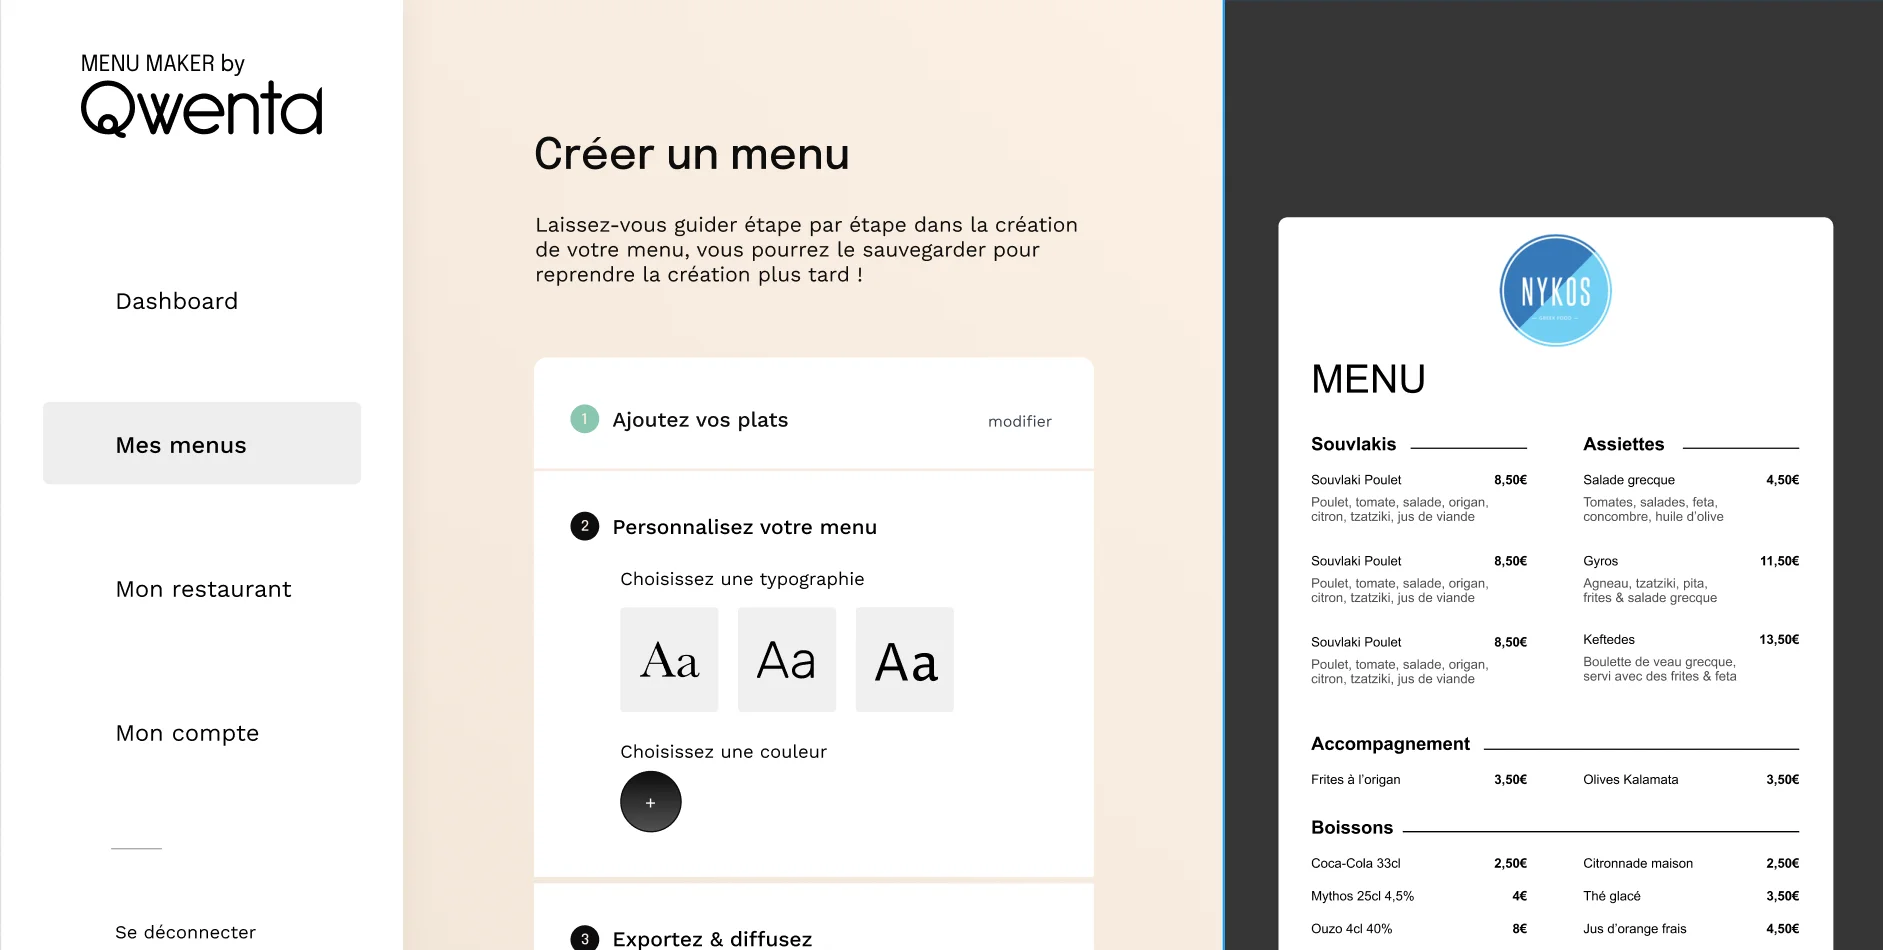 MENU MAKER by
Qwenta
Dashboard
Mes menus
Mon restaurant
Mon compte
Se déconnecter
Créer un menu
Laissez-vous guider étape par étape dans la création
de votre menu, vous pourrez le sauvegarder pour
reprendre la création plus tard !
1 Ajoutez vos plats modifier
2 Personnalisez votre menu
Choisissez une typographie
Aa Aa Aa
Choisissez une couleur
+
3 Exportez & diffusez
NYKOS
MENU
Souvlakis
Souvlaki Poulet 8,50€
Poulet, tomate, salade, origan,
citron, tzatziki, jus de viande
Souvlaki Poulet 8,50€
Poulet, tomate, salade, origan,
citron, tzatziki, jus de viande
Souvlaki Poulet 8,50€
Poulet, tomate, salade, origan,
citron, tzatziki, jus de viande
Assiettes
Salade grecque 4,50€
Tomates, salades, feta,
concombre, huile d’olive
Gyros 11,50€
Agneau, tzatziki, pita,
frites & salade grecque
Keftedes 13,50€
Boulette de veau grecque,
servi avec des frites & feta
Accompagnement
Frites à l’origan 3,50€ Olives Kalamata 3,50€
Boissons
Coca-Cola 33cl 2,50€ Citronnade maison 2,50€
Mythos 25cl 4,5% 4€ Thé glacé 3,50€
Ouzo 4cl 40% 8€ Jus d’orange frais 4,50€